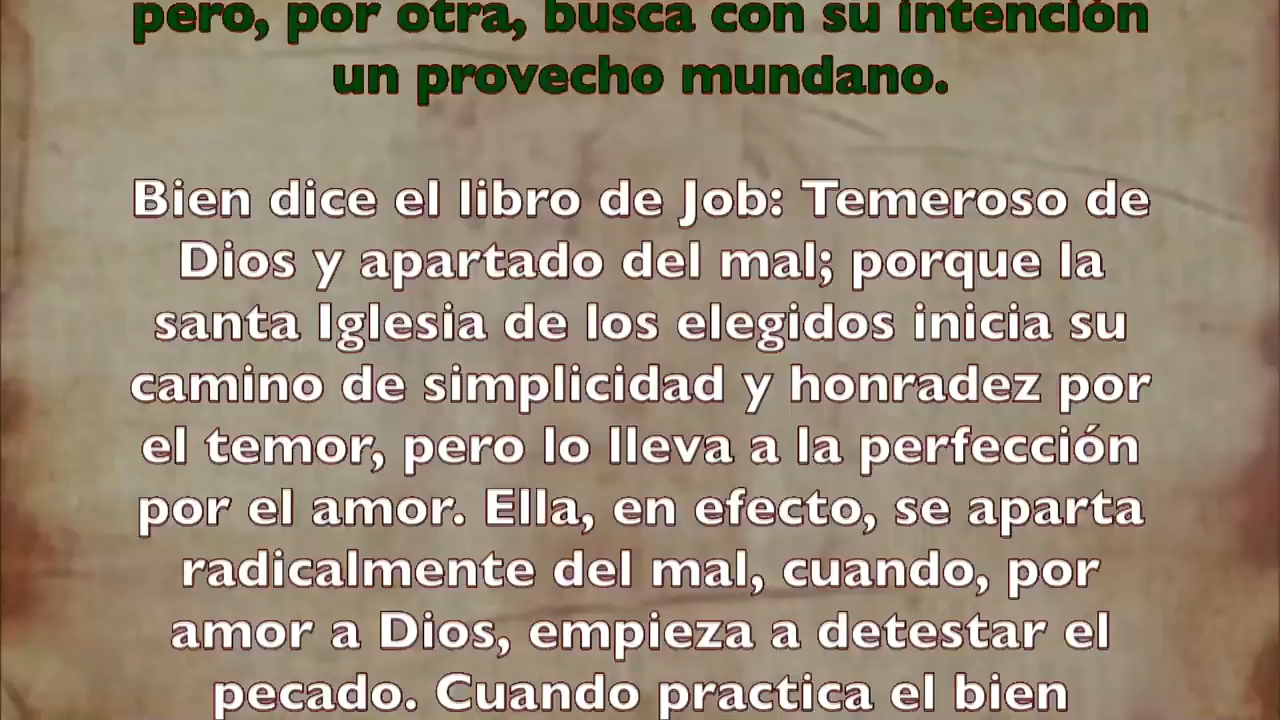 pero, por otra, busca con su intención
un provecho mundano.
Bien dice el libro de Job: Temeroso de
Dios y apartado del mal; porque la
santa Iglesia de los elegidos inicia su
camino de simplicidad y honradez por
el temor, pero lo lleva a la perfección
por el amor. Ella, en efecto, se aparta
radicalmente del mal, cuando, por
amor a Dios, empieza a detestar el
pecado. Cuando practica el bien